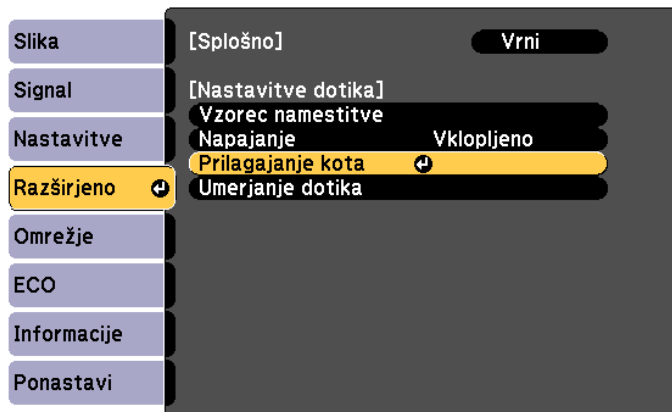 Slika
Signal
Nastavitve
Razširjeno
Omrežje
ECO
Informacije
Ponastavi
[Splošno] Vrni
[Nastavitve dotika]
Vzorec namestitve
Napajanje Vklopljeno
Prilagajanje kota
Umerjanje dotika